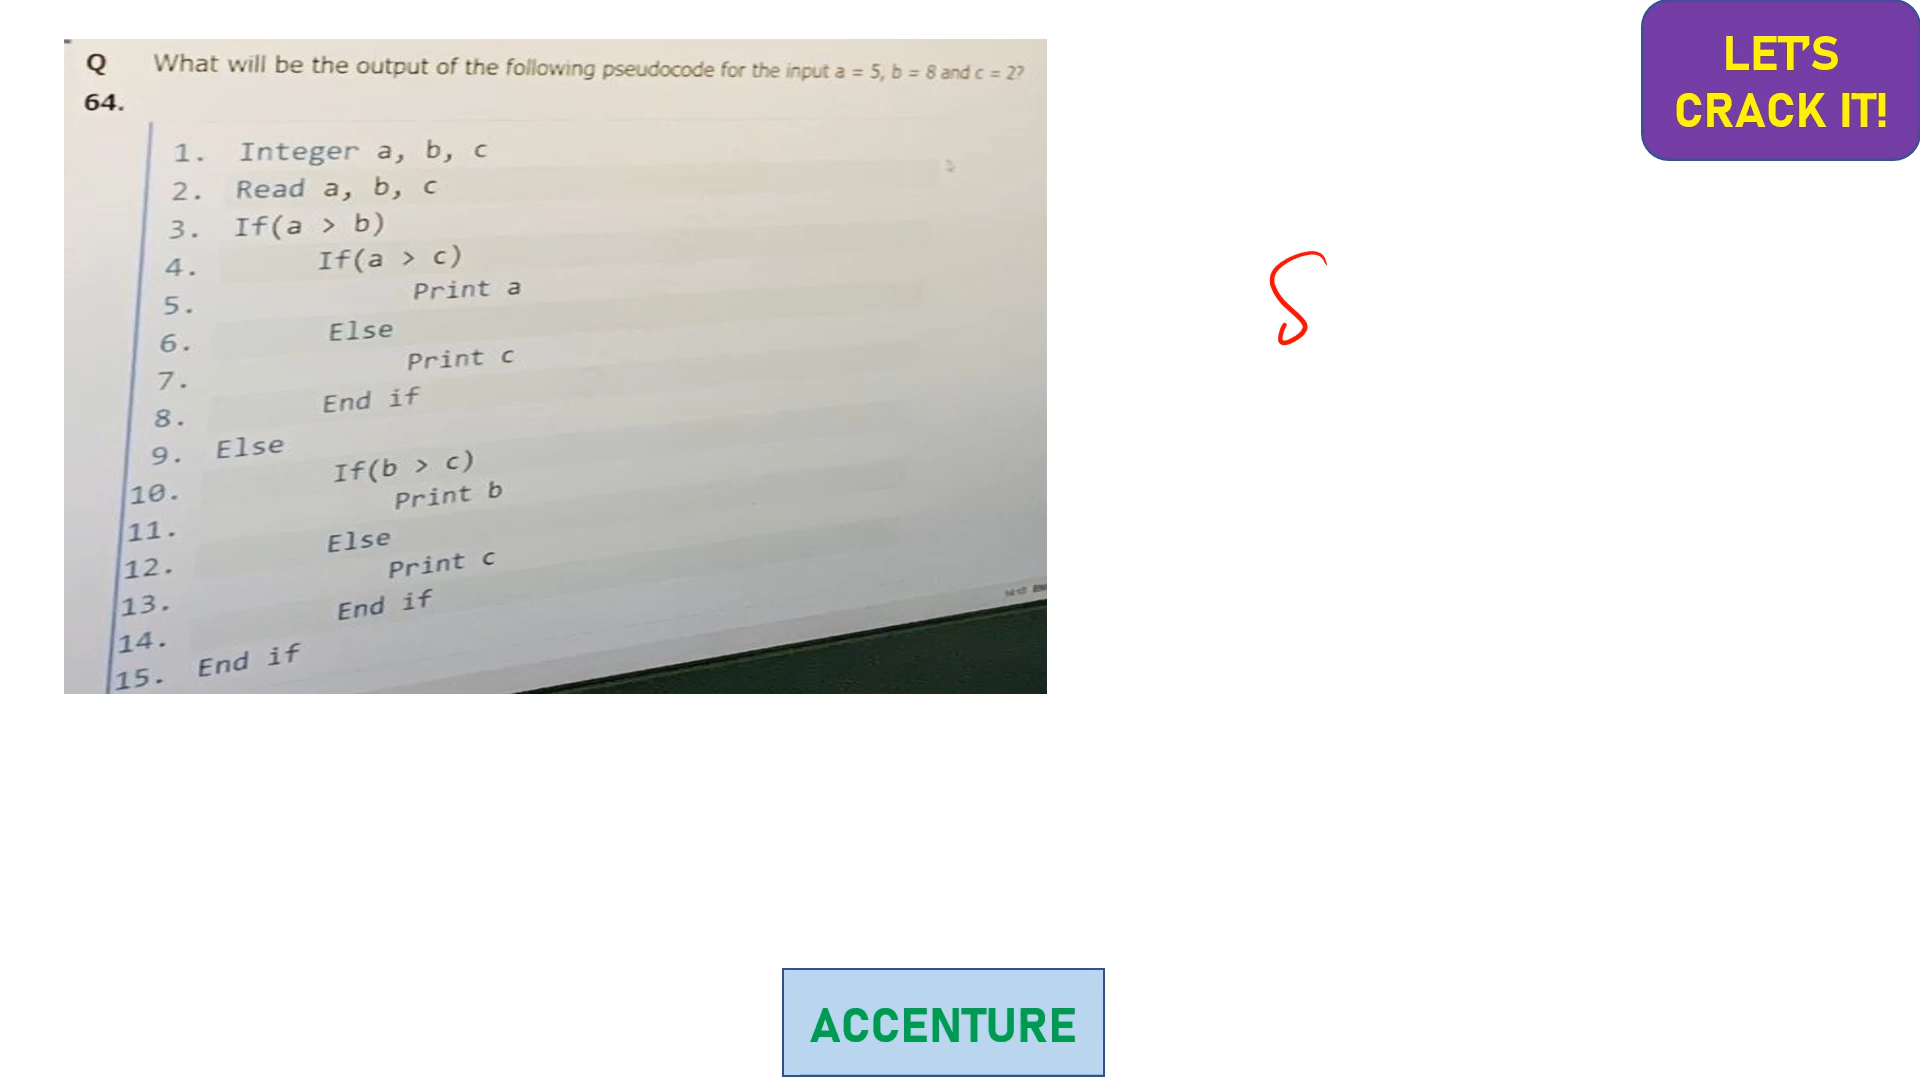 LET'S
CRACK IT!
Q What will be the output of the following pseudocode for the input a = 5, b = 8 and c = 2?
64.
1. Integer a, b, c
2. Read a, b, c
3. If(a > b)
4. If(a > c)
5. Print a
6. Else
7. Print c
8. End if
9. Else
10. If(b > c)
11. Print b
12. Else
13. Print c
14. End if
15. End if
ACCENTURE